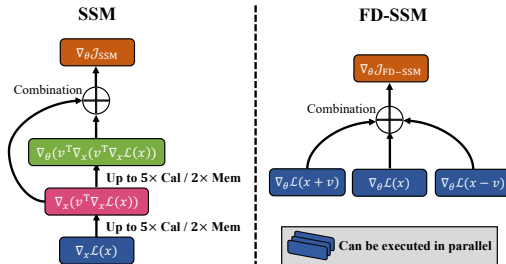 SSM
∇θ𝒥SSM
Combination
∇θ(vᵀ∇x(vᵀ∇xℒ(x))
Up to 5× Cal / 2× Mem
∇x(vᵀ∇xℒ(x))
Up to 5× Cal / 2× Mem
∇xℒ(x)
FD-SSM
∇θ𝒥FD−SSM
Combination
∇θℒ(x + v)
∇θℒ(x)
∇θℒ(x − v)
Can be executed in parallel